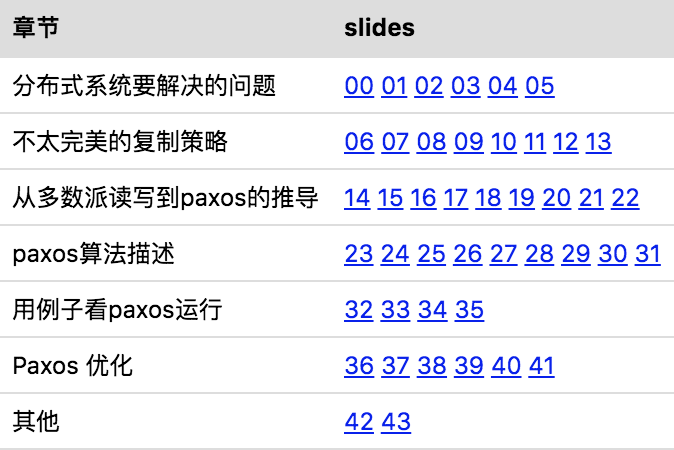 章节 slides
分布式系统要解决的问题 00 01 02 03 04 05
不太完美的复制策略 06 07 08 09 10 11 12 13
从多数派读写到paxos的推导 14 15 16 17 18 19 20 21 22
paxos算法描述 23 24 25 26 27 28 29 30 31
用例子看paxos运行 32 33 34 35
Paxos 优化 36 37 38 39 40 41
其他 42 43